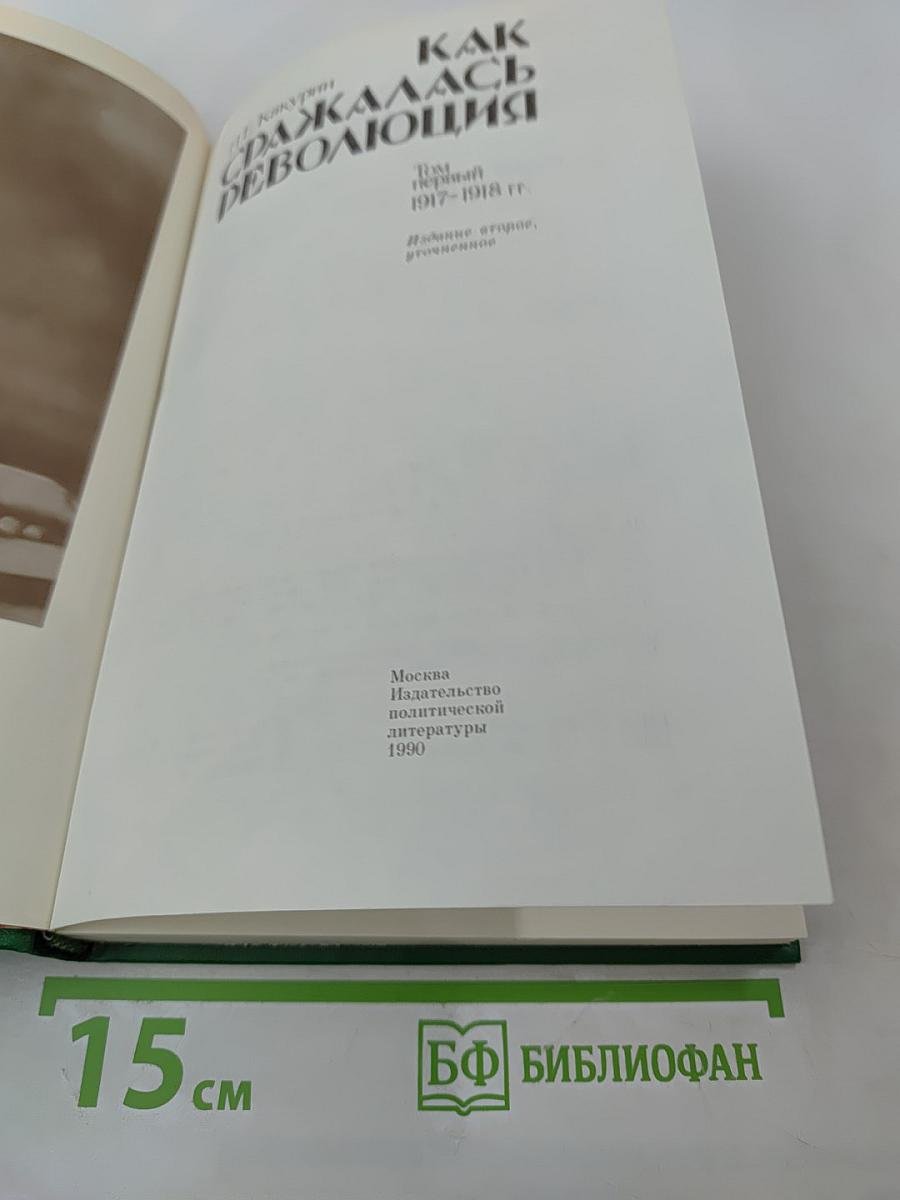 Н. Е. Какурин
КАК
СРАЖАЛАСЬ
РЕВОЛЮЦИЯ
Том
первый
1917–1918 гг.
Издание второе,
уточненное
Москва
Издательство
политической
литературы
1990
15 см
БФ БИБЛИОФАН